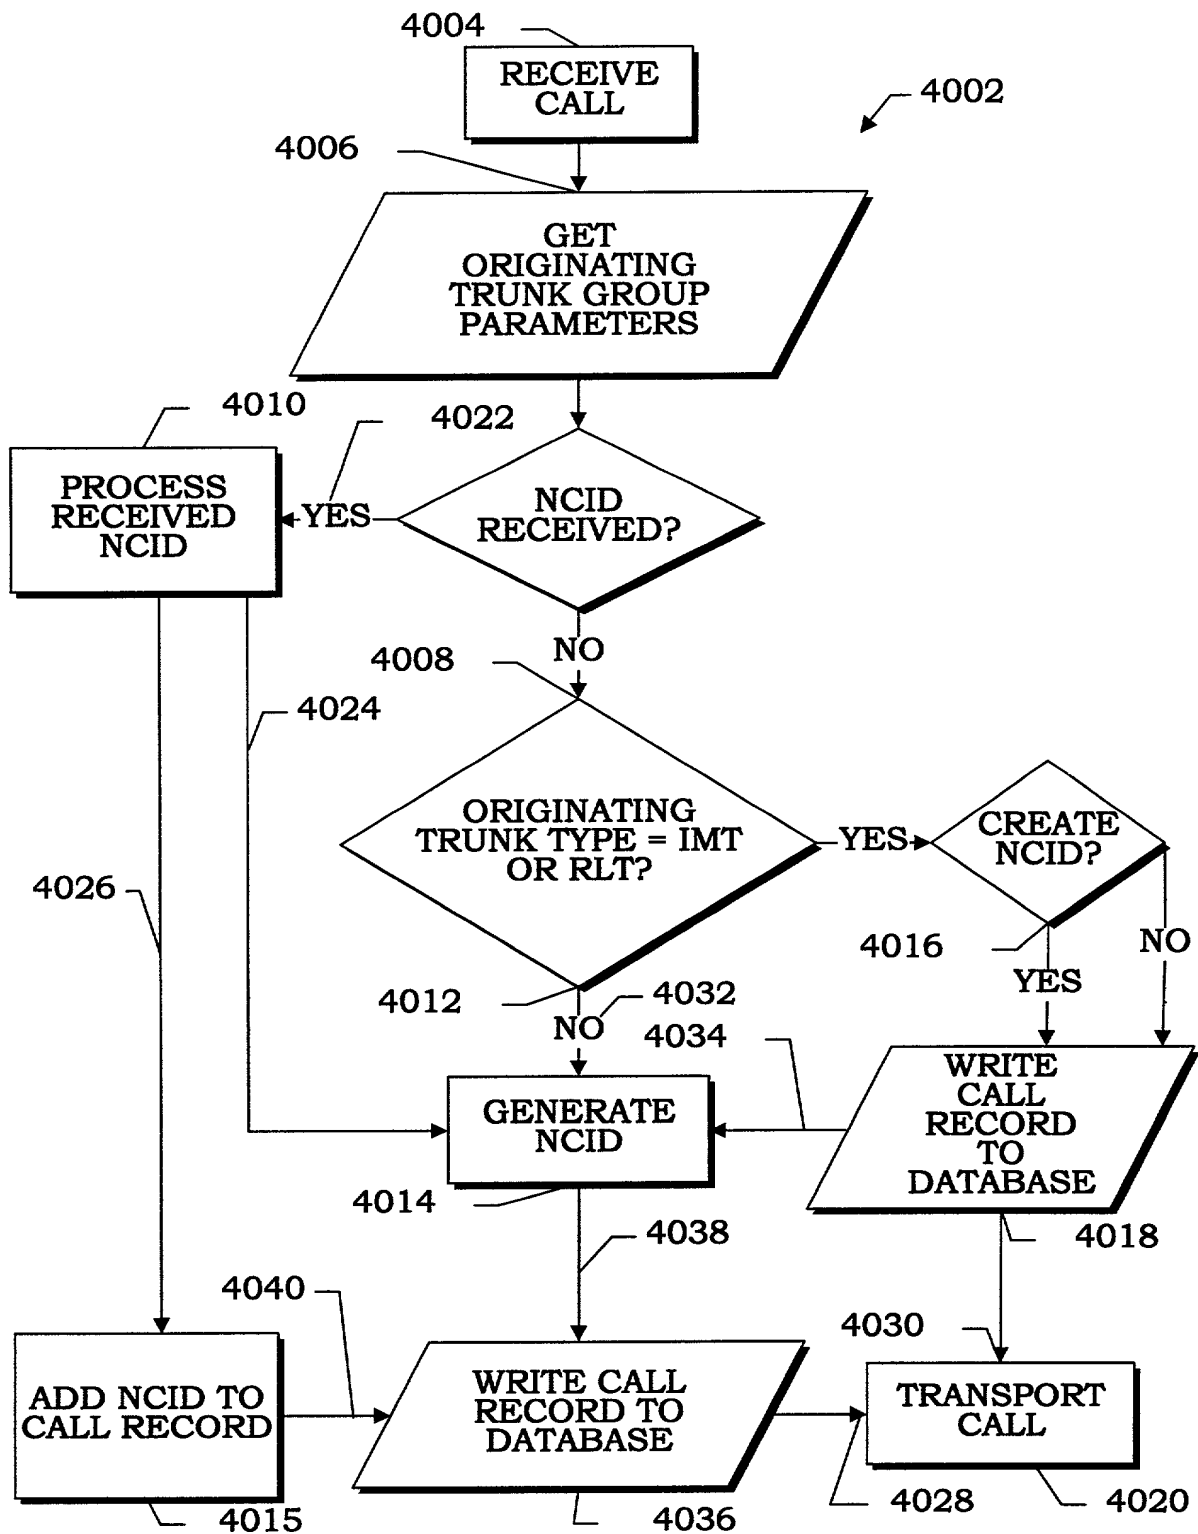 4004
RECEIVE
CALL
4002
4006
GET
ORIGINATING
TRUNK GROUP
PARAMETERS
4010
4022
PROCESS
RECEIVED
NCID
YES
NCID
RECEIVED?
NO
4008
4024
ORIGINATING
TRUNK TYPE = IMT
OR RLT?
YES
CREATE
NCID?
4026
4016
NO
YES
4012
4032
NO
4034
GENERATE
NCID
WRITE
CALL
RECORD
TO
DATABASE
4014
4038
4018
4040
4030
ADD NCID TO
CALL RECORD
WRITE CALL
RECORD TO
DATABASE
TRANSPORT
CALL
4015
4036
4028
4020